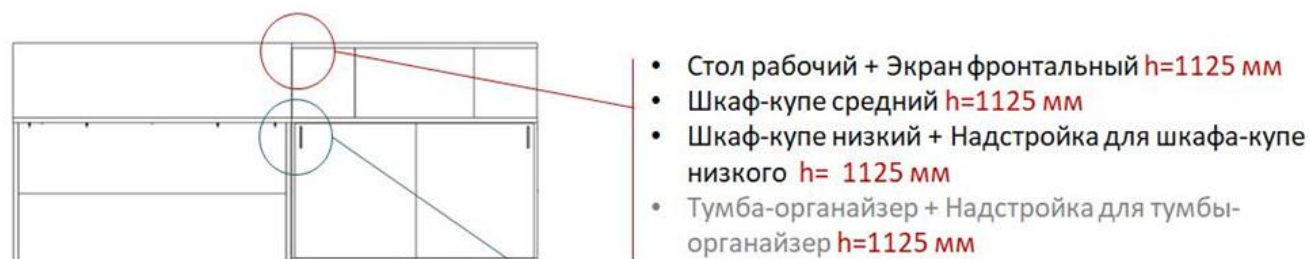 • Стол рабочий + Экран фронтальный h=1125 мм
• Шкаф-купе средний h=1125 мм
• Шкаф-купе низкий + Надстройка для шкафа-купе
низкого h= 1125 мм
• Тумба-органайзер + Надстройка для тумбы-
органайзер h=1125 мм